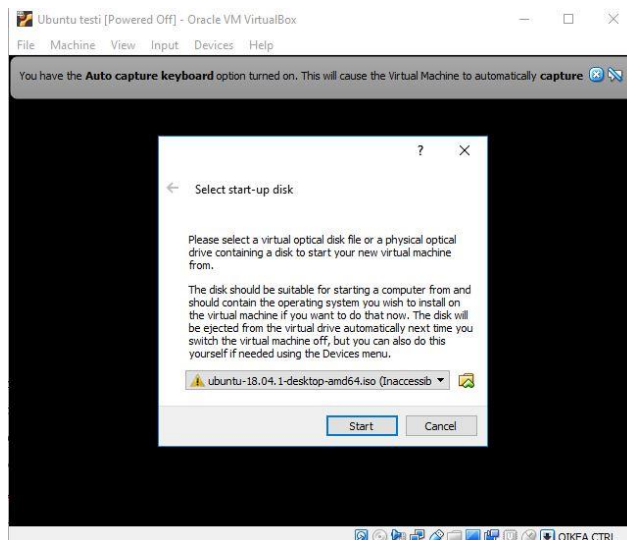 Ubuntu testi [Powered Off] - Oracle VM VirtualBox
File Machine View Input Devices Help
You have the Auto capture keyboard option turned on. This will cause the Virtual Machine to automatically capture
?
Select start-up disk
Please select a virtual optical disk file or a physical optical
drive containing a disk to start your new virtual machine
from.
The disk should be suitable for starting a computer from and
should contain the operating system you wish to install on
the virtual machine if you want to do that now. The disk will
be ejected from the virtual drive automatically next time you
switch the virtual machine off, but you can also do this
yourself if needed using the Devices menu.
ubuntu-18.04.1-desktop-amd64.iso (Inaccessib
Start Cancel
OIKEA CTRL